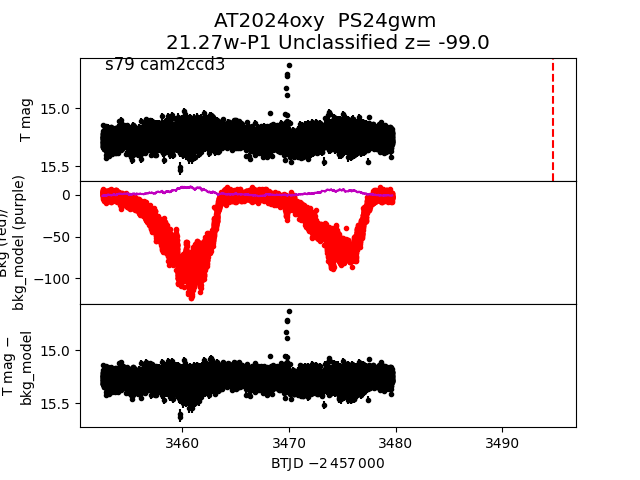 AT2024oxy  PS24gwm
21.27w-P1 Unclassified z= -99.0
s79 cam2ccd3
T mag
15.0
15.5
Bkg (red)/
bkg_model (purple)
0
−50
−100
T mag −
bkg_model
15.0
15.5
3460
3470
3480
3490
BTJD −2 457 000